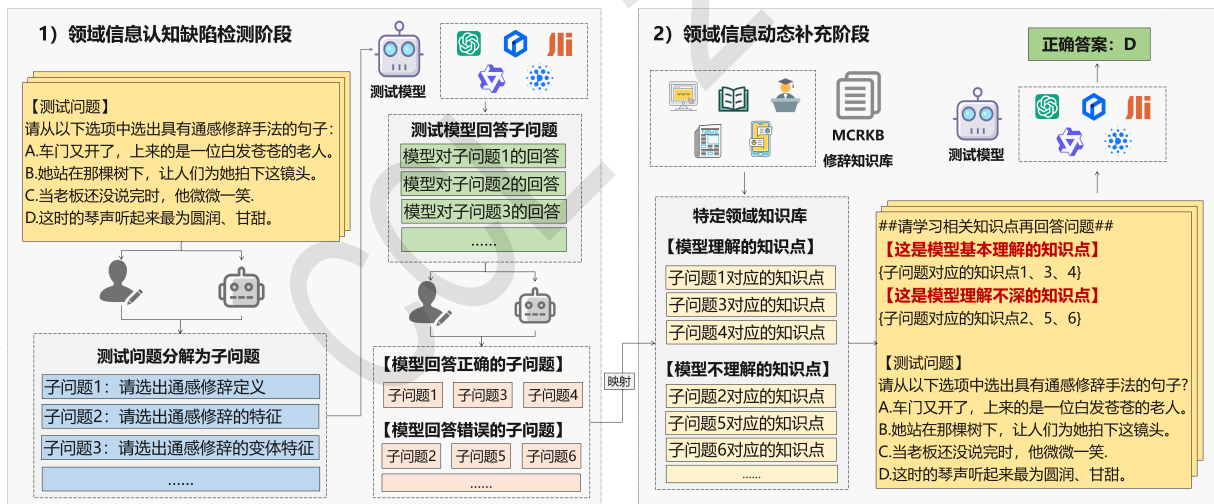 1）领域信息认知缺陷检测阶段
【测试问题】
请从以下选项中选出具有通感修辞手法的句子：
A.车门又开了，上来的是一位白发苍苍的老人。
B.她站在那棵树下，让人们为她拍下这镜头。
C.当老板还没说完时，他微微一笑.
D.这时的琴声听起来最为圆润、甘甜。
测试问题分解为子问题
子问题1：请选出通感修辞定义
子问题2：请选出通感修辞的特征
子问题3：请选出通感修辞的变体特征
......
测试模型
测试模型回答子问题
模型对子问题1的回答
模型对子问题2的回答
模型对子问题3的回答
......
【模型回答正确的子问题】
子问题1
子问题3
子问题4
【模型回答错误的子问题】
子问题2
子问题5
子问题6
......
映射
2）领域信息动态补充阶段
MCRKB
修辞知识库
特定领域知识库
【模型理解的知识点】
子问题1对应的知识点
子问题3对应的知识点
子问题4对应的知识点
【模型不理解的知识点】
子问题2对应的知识点
子问题5对应的知识点
子问题6对应的知识点
......
正确答案：D
测试模型
##请学习相关知识点再回答问题##
【这是模型基本理解的知识点】
{子问题对应的知识点1、3、4}
【这是模型理解不深的知识点】
{子问题对应的知识点2、5、6}
【测试问题】
请从以下选项中选出具有通感修辞手法的句子?
A.车门又开了，上来的是一位白发苍苍的老人。
B.她站在那棵树下，让人们为她拍下这镜头。
C.当老板还没说完时，他微微一笑。
D.这时的琴声听起来最为圆润、甘甜。
CCL 2